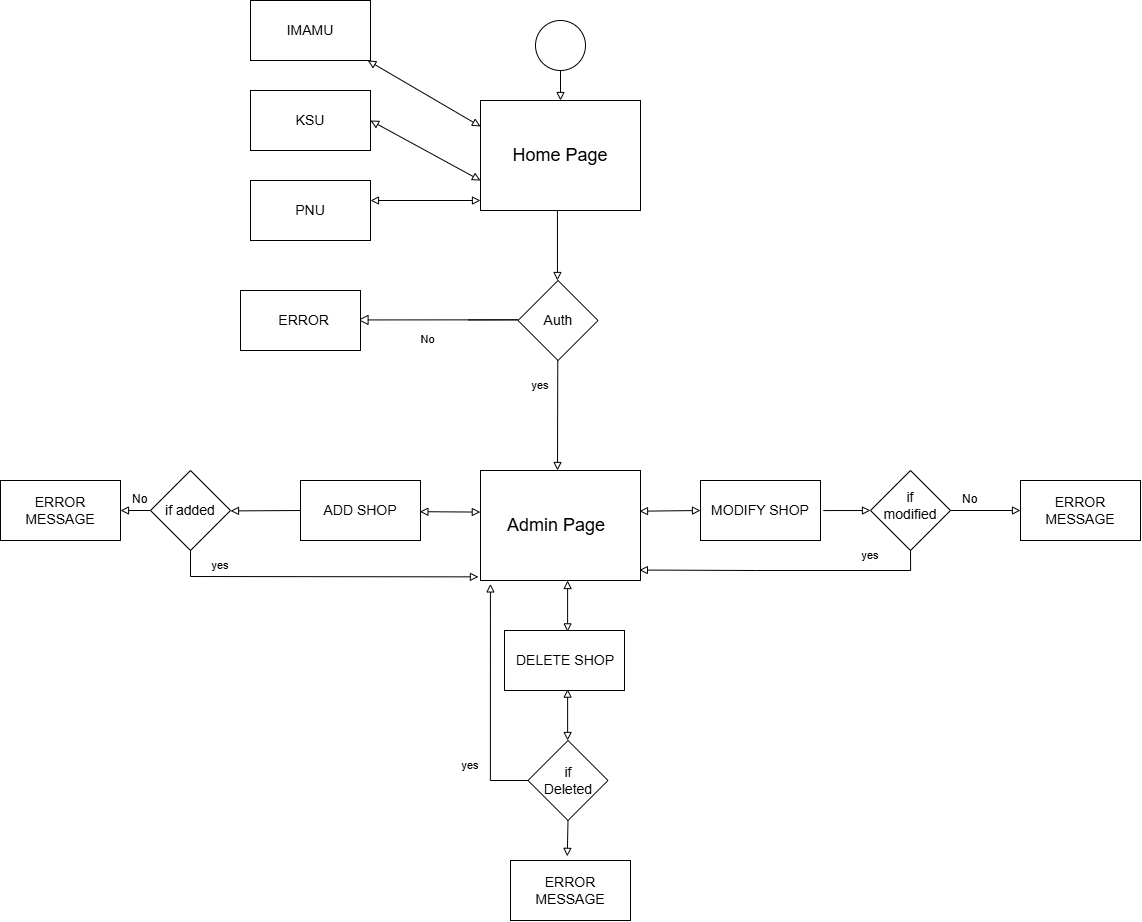 IMAMU
KSU
Home Page
PNU
ERROR
Auth
No
yes
ERROR
MESSAGE
No
if added
ADD SHOP
Admin Page
MODIFY SHOP
if
modified
No
ERROR
MESSAGE
yes
yes
DELETE SHOP
yes
if
Deleted
ERROR
MESSAGE